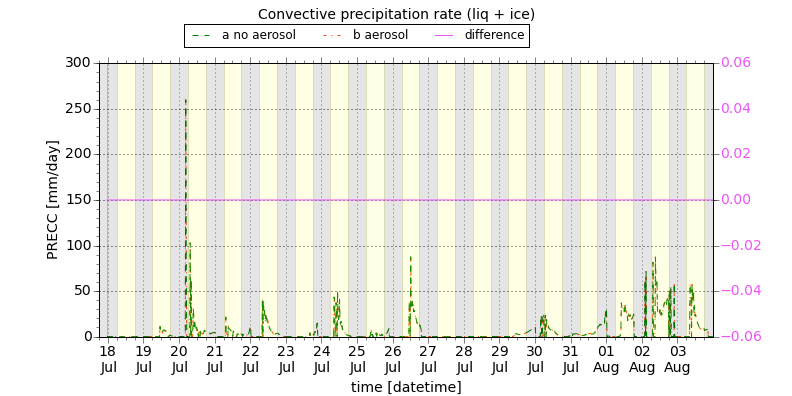 Convective precipitation rate (liq + ice)
a no aerosol b aerosol difference
300 0.06
250 0.04
200 0.02
150 0.00
100 −0.02
50 −0.04
0 −0.06
PRECC [mm/day]
18 19 20 21 22 23 24 25 26 27 28 29 30 31 01 02 03
Jul Jul Jul Jul Jul Jul Jul Jul Jul Jul Jul Jul Jul Jul Aug Aug Aug
time [datetime]